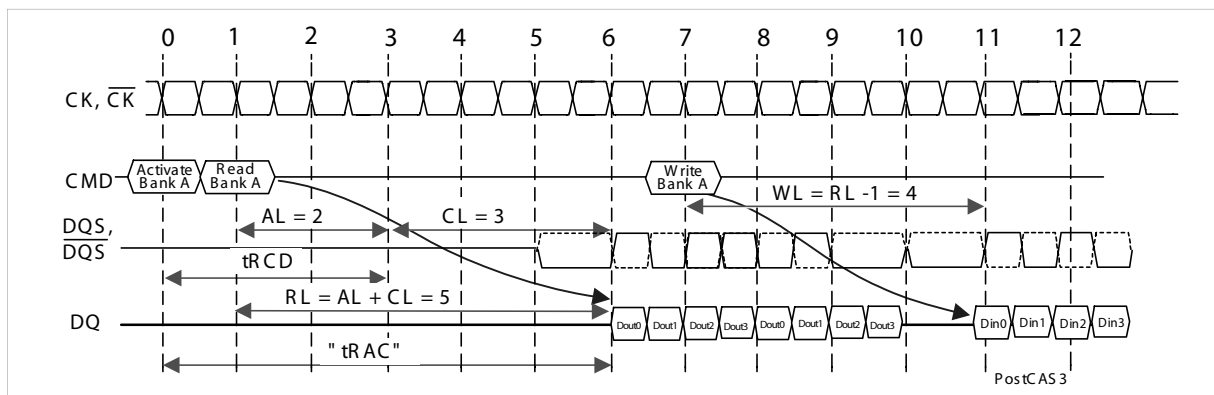 0 1 2 3 4 5 6 7 8 9 10 11 12
CK, CK
CMD Activate Bank A Read Bank A Write Bank A
WL = RL -1 = 4
AL = 2 CL = 3
DQS,
DQS
tRCD
RL = AL + CL = 5
DQ Dout0 Dout1 Dout2 Dout3 Dout0 Dout1 Dout2 Dout3 Din0 Din1 Din2 Din3
" tRAC"
PostCAS3